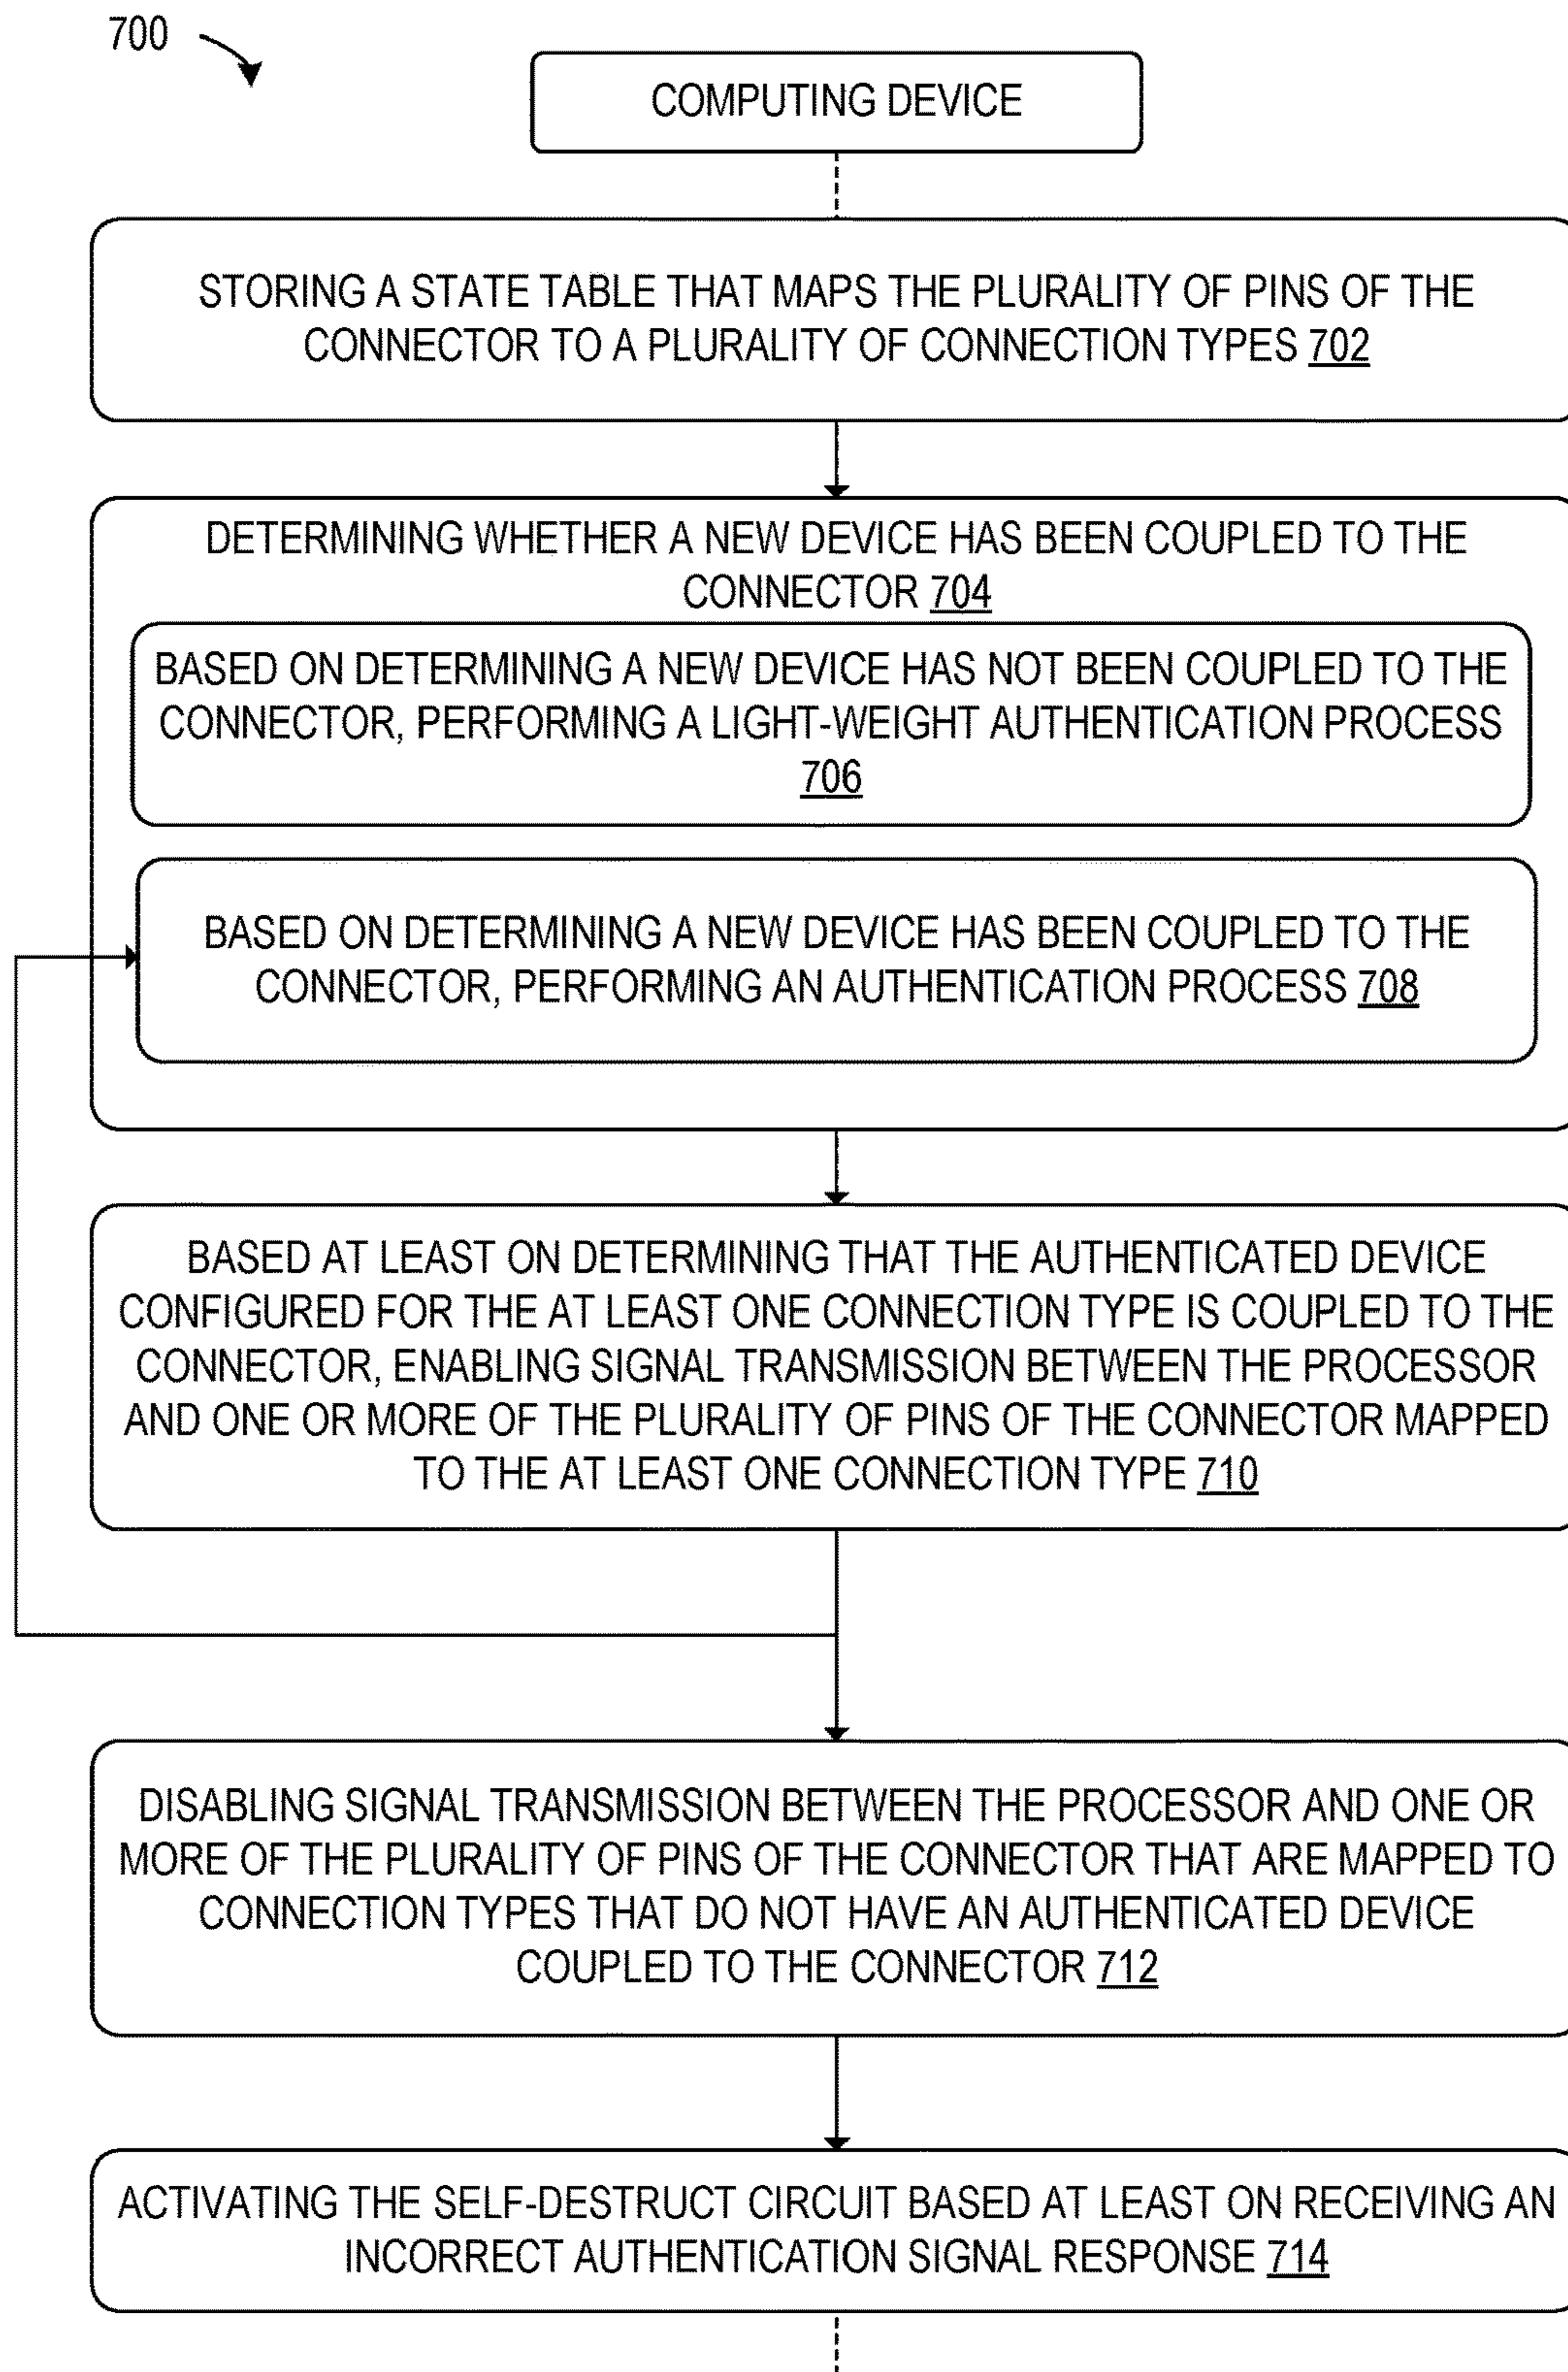 700
COMPUTING DEVICE
STORING A STATE TABLE THAT MAPS THE PLURALITY OF PINS OF THE
CONNECTOR TO A PLURALITY OF CONNECTION TYPES 702
DETERMINING WHETHER A NEW DEVICE HAS BEEN COUPLED TO THE
CONNECTOR 704
BASED ON DETERMINING A NEW DEVICE HAS NOT BEEN COUPLED TO THE
CONNECTOR, PERFORMING A LIGHT-WEIGHT AUTHENTICATION PROCESS
706
BASED ON DETERMINING A NEW DEVICE HAS BEEN COUPLED TO THE
CONNECTOR, PERFORMING AN AUTHENTICATION PROCESS 708
BASED AT LEAST ON DETERMINING THAT THE AUTHENTICATED DEVICE
CONFIGURED FOR THE AT LEAST ONE CONNECTION TYPE IS COUPLED TO THE
CONNECTOR, ENABLING SIGNAL TRANSMISSION BETWEEN THE PROCESSOR
AND ONE OR MORE OF THE PLURALITY OF PINS OF THE CONNECTOR MAPPED
TO THE AT LEAST ONE CONNECTION TYPE 710
DISABLING SIGNAL TRANSMISSION BETWEEN THE PROCESSOR AND ONE OR
MORE OF THE PLURALITY OF PINS OF THE CONNECTOR THAT ARE MAPPED TO
CONNECTION TYPES THAT DO NOT HAVE AN AUTHENTICATED DEVICE
COUPLED TO THE CONNECTOR 712
ACTIVATING THE SELF-DESTRUCT CIRCUIT BASED AT LEAST ON RECEIVING AN
INCORRECT AUTHENTICATION SIGNAL RESPONSE 714